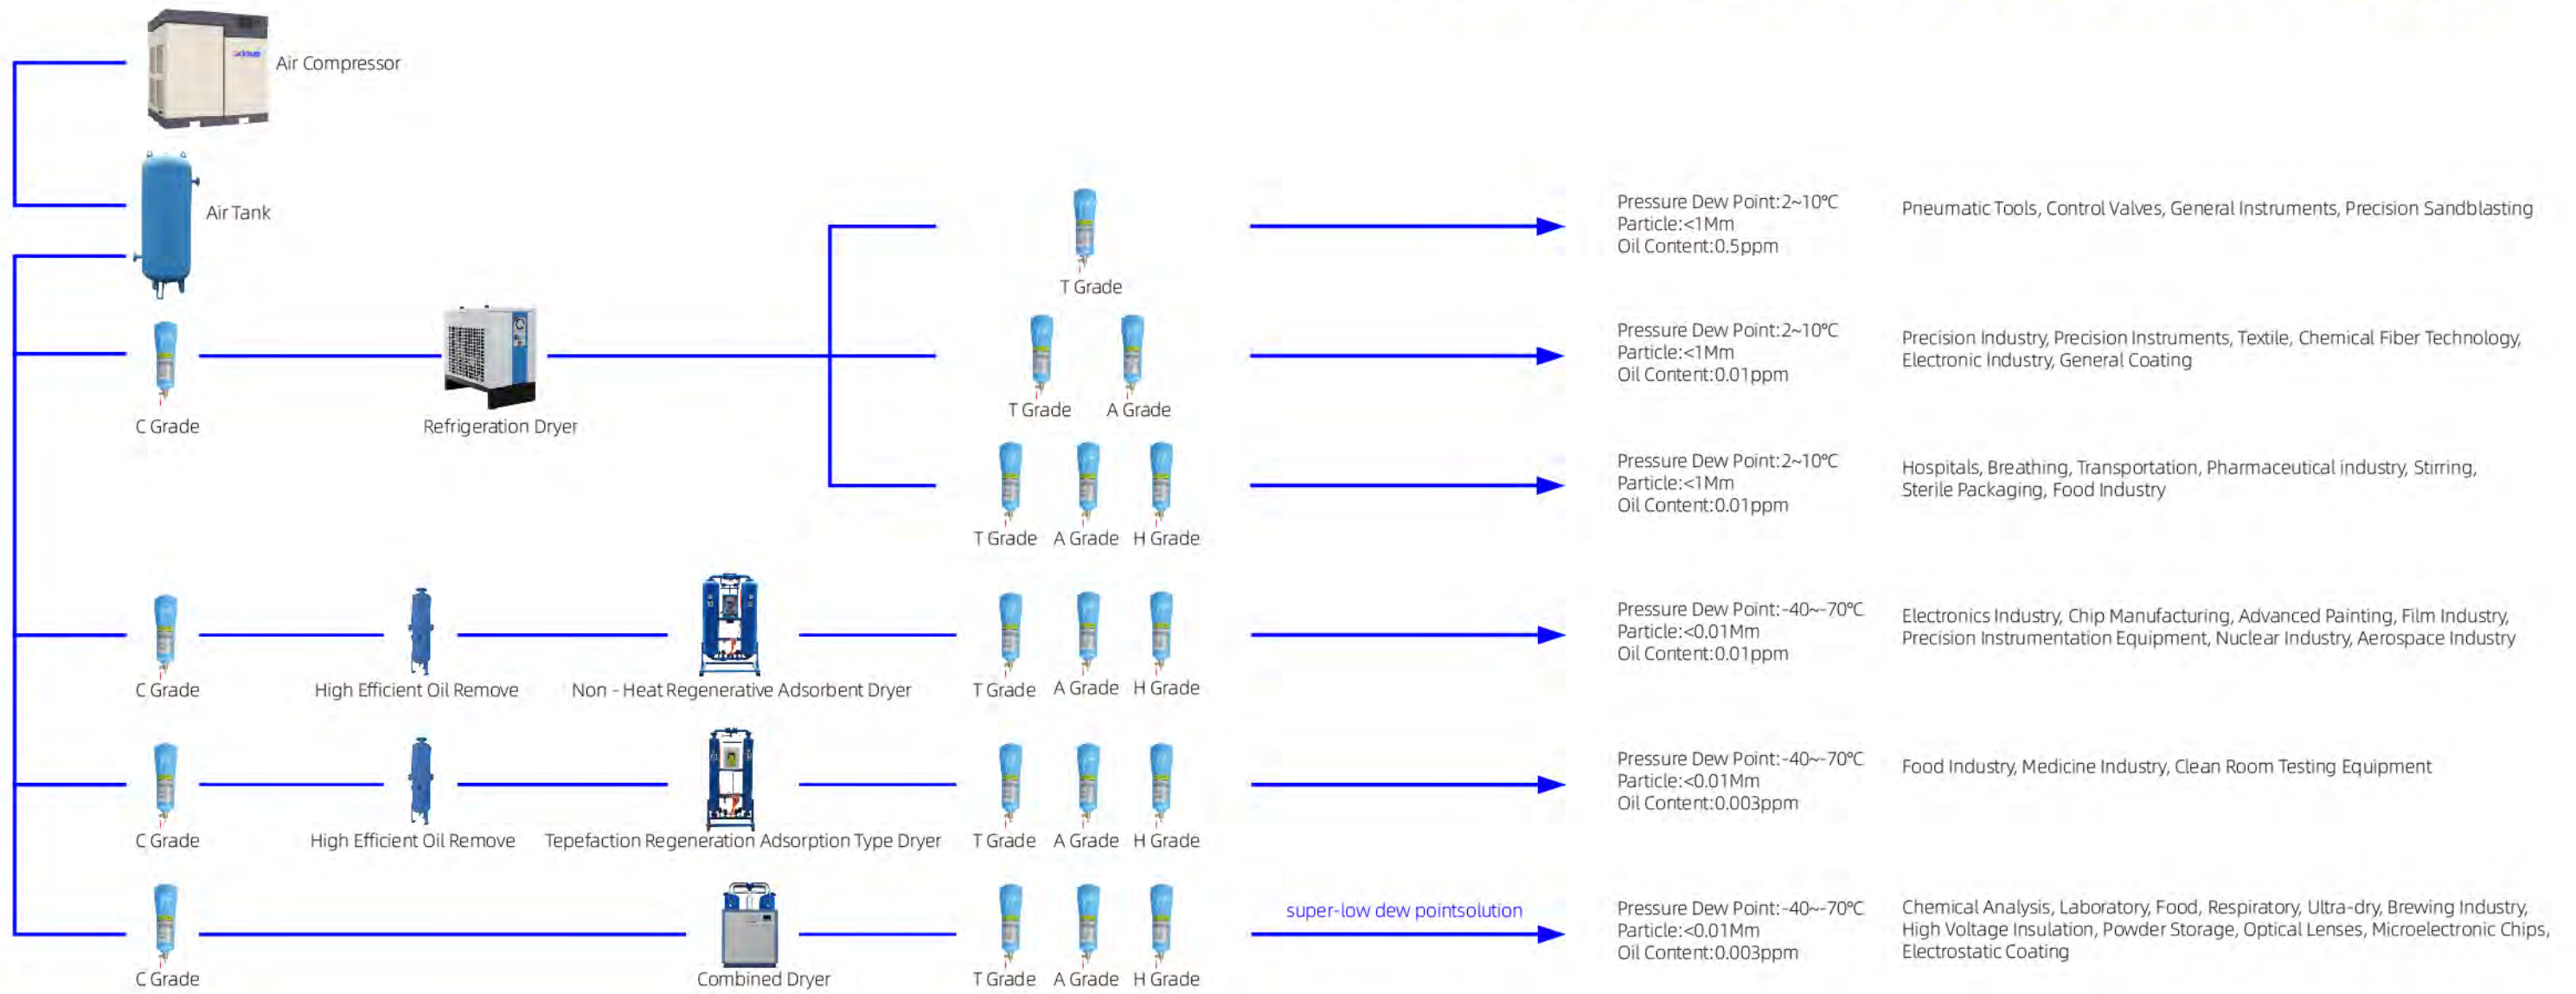 Air Compressor
Air Tank
Pressure Dew Point:2~10℃
Particle:<1Mm
Oil Content:0.5ppm
Pneumatic Tools, Control Valves, General Instruments, Precision Sandblasting
T Grade
Pressure Dew Point:2~10℃
Particle:<1Mm
Oil Content:0.01ppm
Precision Industry, Precision Instruments, Textile, Chemical Fiber Technology,
Electronic Industry, General Coating
C Grade
Refrigeration Dryer
T Grade
A Grade
Pressure Dew Point:2~10℃
Particle:<1Mm
Oil Content:0.01ppm
Hospitals, Breathing, Transportation, Pharmaceutical industry, Stirring,
Sterile Packaging, Food Industry
T Grade
A Grade
H Grade
Pressure Dew Point:-40~-70℃
Particle:<0.01Mm
Oil Content:0.01ppm
Electronics Industry, Chip Manufacturing, Advanced Painting, Film Industry,
Precision Instrumentation Equipment, Nuclear Industry, Aerospace Industry
C Grade
High Efficient Oil Remove
Non - Heat Regenerative Adsorbent Dryer
T Grade
A Grade
H Grade
Pressure Dew Point:-40~-70℃
Particle:<0.01Mm
Oil Content:0.003ppm
Food Industry, Medicine Industry, Clean Room Testing Equipment
C Grade
High Efficient Oil Remove
Tepefaction Regeneration Adsorption Type Dryer
T Grade
A Grade
H Grade
super-low dew pointsolution
Pressure Dew Point:-40~-70℃
Particle:<0.01Mm
Oil Content:0.003ppm
Chemical Analysis, Laboratory, Food, Respiratory, Ultra-dry, Brewing Industry,
High Voltage Insulation, Powder Storage, Optical Lenses, Microelectronic Chips,
Electrostatic Coating
C Grade
Combined Dryer
T Grade
A Grade
H Grade